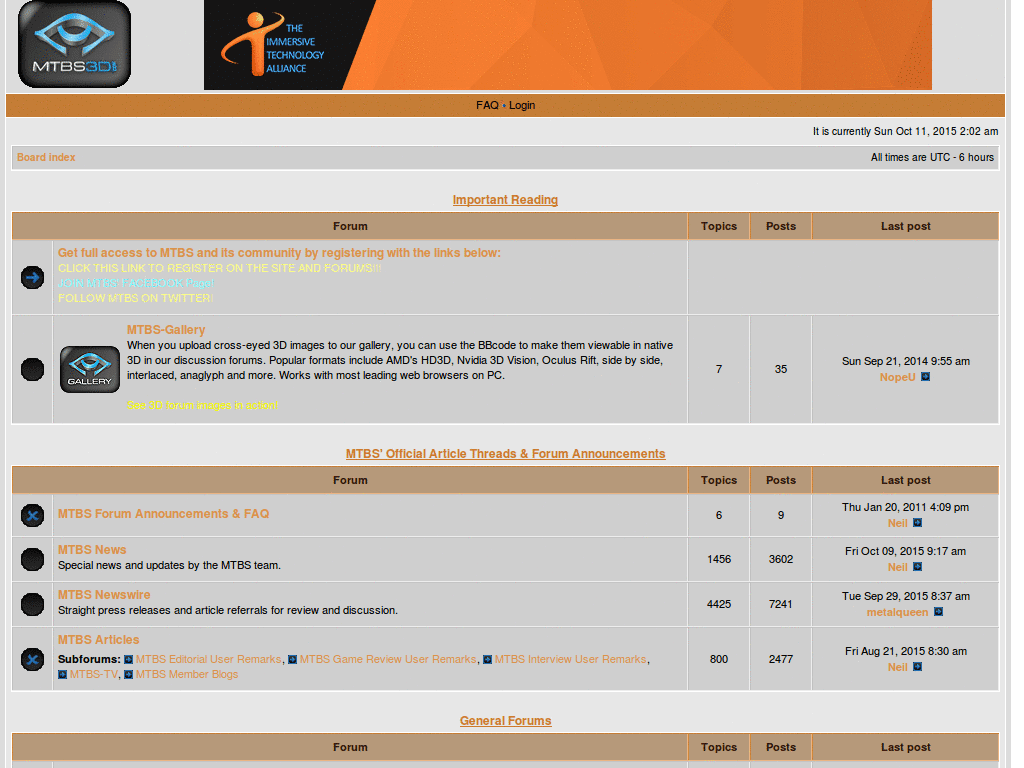 MTBS3D
THE
IMMERSIVE
TECHNOLOGY
ALLIANCE
FAQ • Login
It is currently Sun Oct 11, 2015 2:02 am
Board index
All times are UTC - 6 hours
Important Reading
Forum Topics Posts Last post
Get full access to MTBS and its community by registering with the links below:
CLICK THIS LINK TO REGISTER ON THE SITE AND FORUMS!!!
JOIN MTBS' FACEBOOK Page!
FOLLOW MTBS ON TWITTER!
MTBS-Gallery
When you upload cross-eyed 3D images to our gallery, you can use the BBcode to make them viewable in native
3D in our discussion forums. Popular formats include AMD's HD3D, Nvidia 3D Vision, Oculus Rift, side by side,
interlaced, anaglyph and more. Works with most leading web browsers on PC.
See 3D forum images in action!
GALLERY
7
35
Sun Sep 21, 2014 9:55 am
NopeU
MTBS' Official Article Threads & Forum Announcements
Forum Topics Posts Last post
MTBS Forum Announcements & FAQ
6
9
Thu Jan 20, 2011 4:09 pm
Neil
MTBS News
Special news and updates by the MTBS team.
1456
3602
Fri Oct 09, 2015 9:17 am
Neil
MTBS Newswire
Straight press releases and article referrals for review and discussion.
4425
7241
Tue Sep 29, 2015 8:37 am
metalqueen
MTBS Articles
Subforums: MTBS Editorial User Remarks, MTBS Game Review User Remarks, MTBS Interview User Remarks,
MTBS-TV, MTBS Member Blogs
800
2477
Fri Aug 21, 2015 8:30 am
Neil
General Forums
Forum Topics Posts Last post